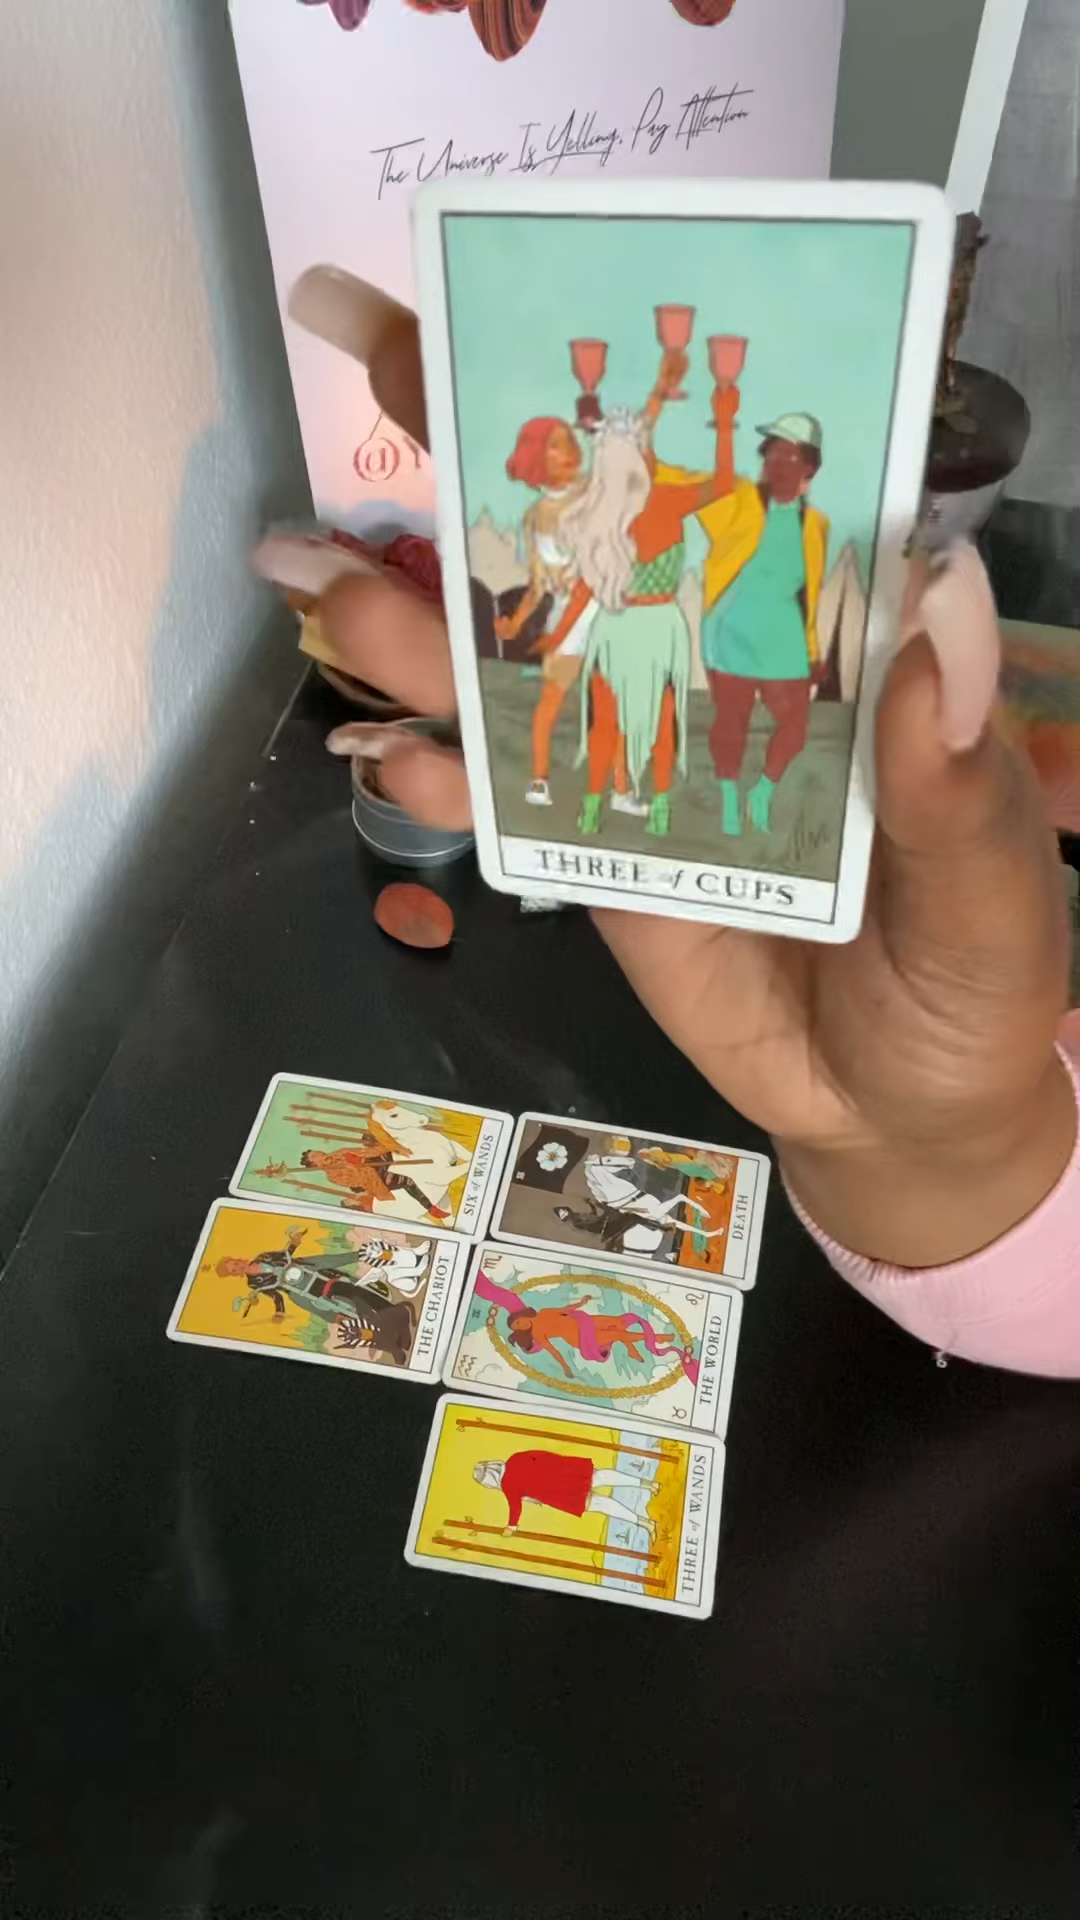 The Universe Is Yelling, Pay Attention
@
THREE of CUPS
SIX of WANDS
DEATH
THE CHARIOT
THE WORLD
THREE of WANDS